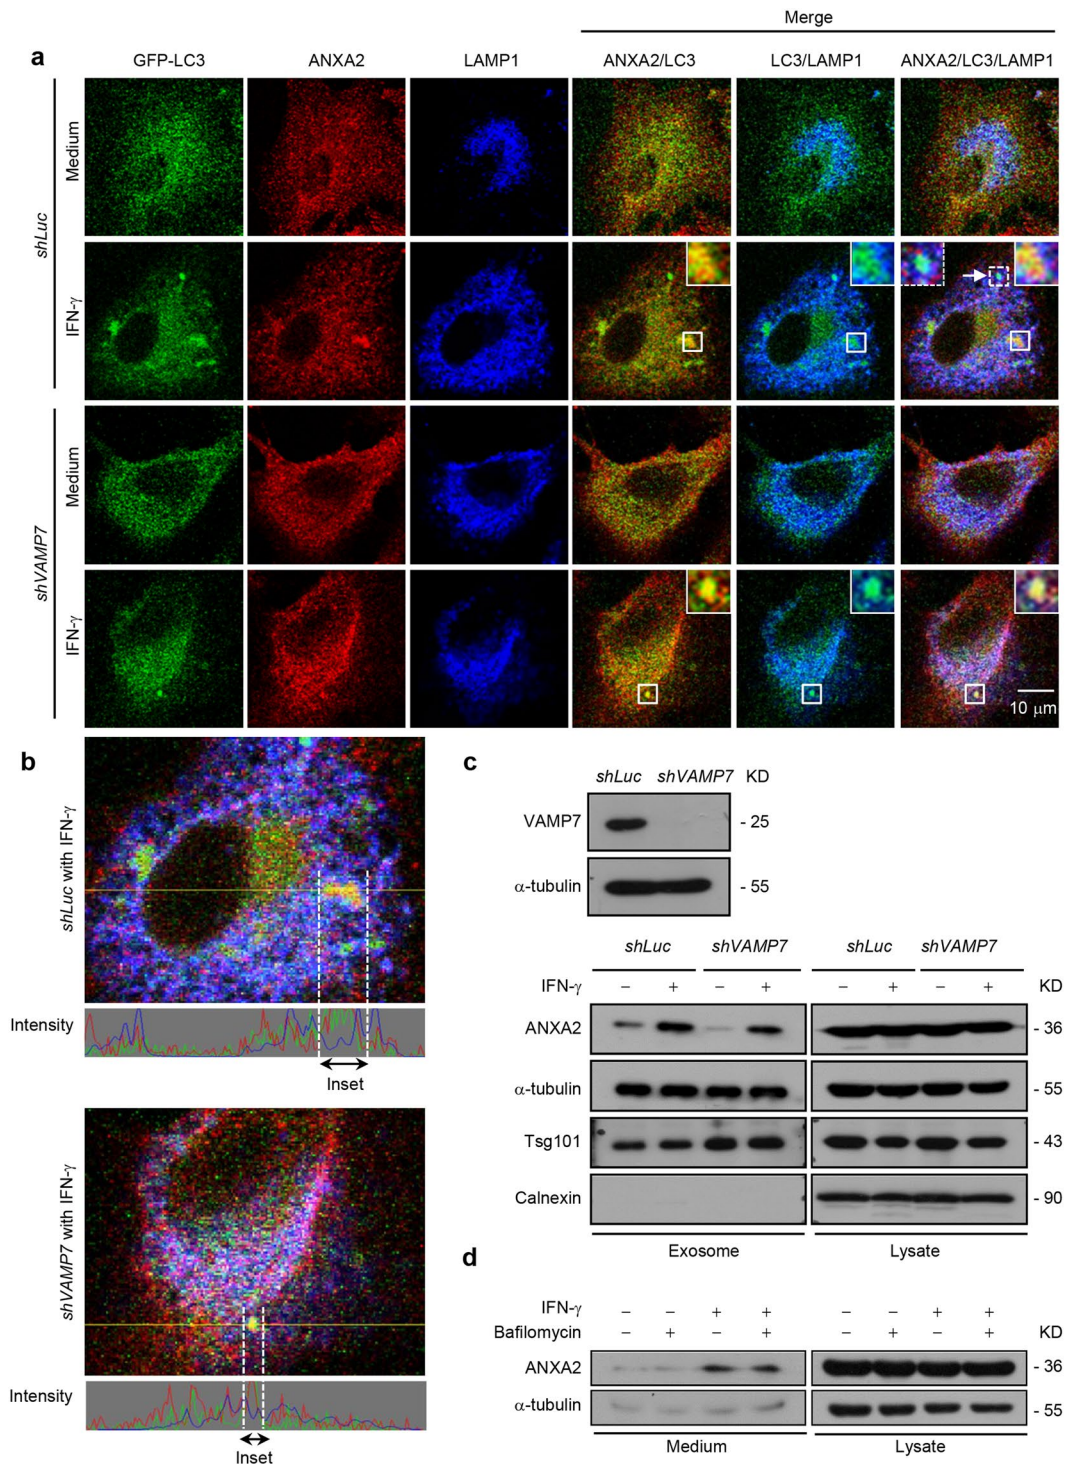 Merge
a
GFP-LC3 ANXA2 LAMP1 ANXA2/LC3 LC3/LAMP1 ANXA2/LC3/LAMP1
shLuc
Medium
IFN-γ
shVAMP7
Medium
IFN-γ
10 μm
b
shLuc with IFN-γ
Intensity
Inset
shVAMP7 with IFN-γ
Intensity
Inset
c
shLuc shVAMP7 KD
VAMP7 - 25
α-tubulin - 55
shLuc shVAMP7 shLuc shVAMP7
IFN-γ – + – + – + – + KD
ANXA2 - 36
α-tubulin - 55
Tsg101 - 43
Calnexin - 90
Exosome Lysate
d
IFN-γ – – + + – – + +
Bafilomycin – + – + – + – + KD
ANXA2 - 36
α-tubulin - 55
Medium Lysate